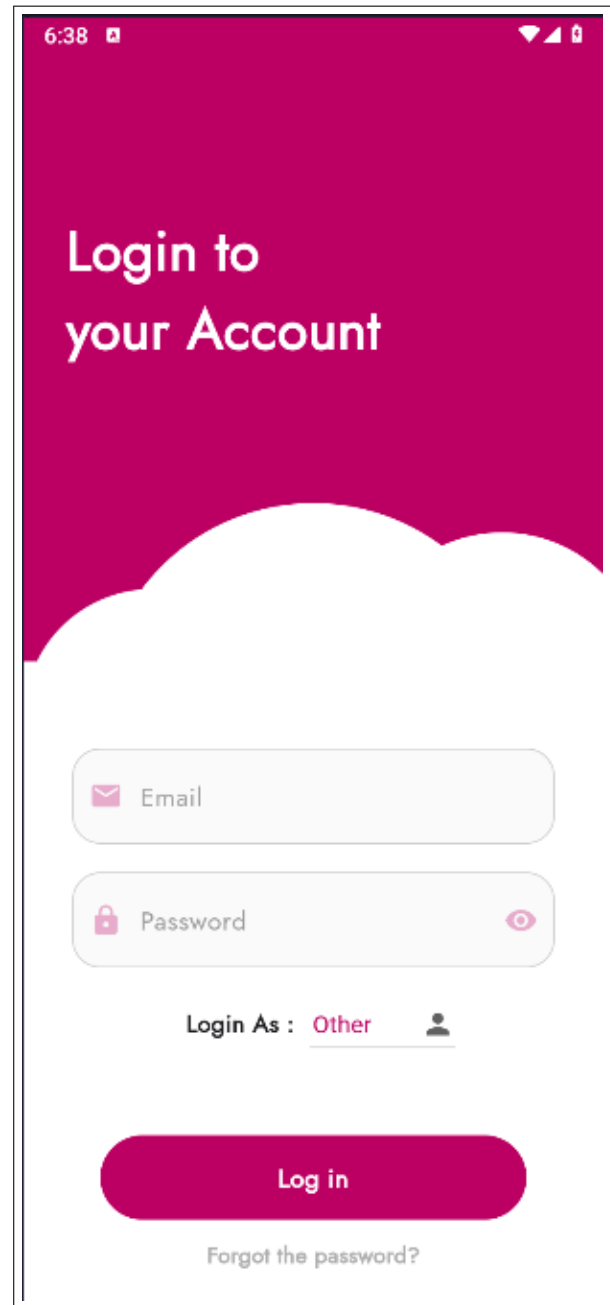 6:38
Login to
your Account
Email
Password
Login As : Other
Log in
Forgot the password?